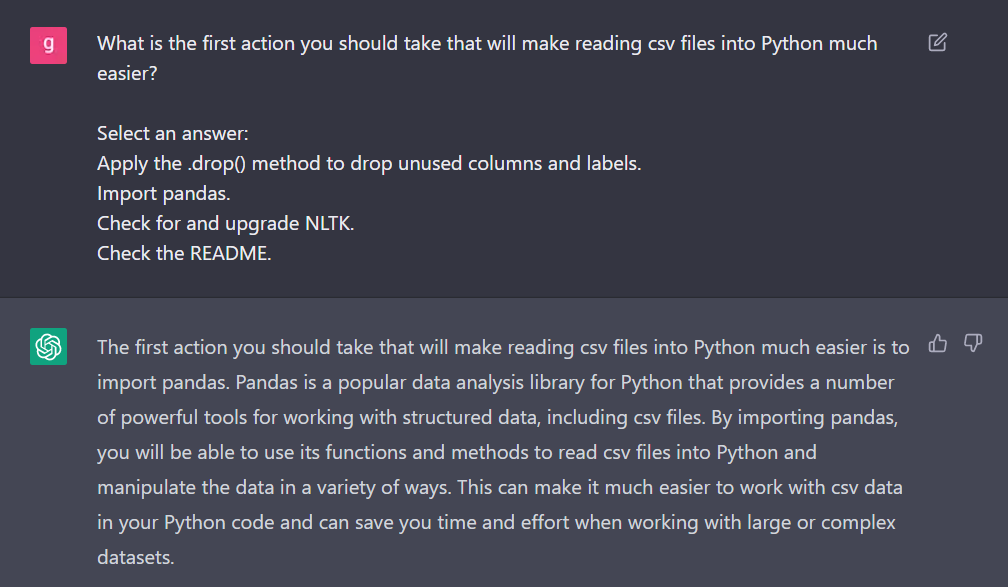 g
What is the first action you should take that will make reading csv files into Python much
easier?
Select an answer:
Apply the .drop() method to drop unused columns and labels.
Import pandas.
Check for and upgrade NLTK.
Check the README.
The first action you should take that will make reading csv files into Python much easier is to
import pandas. Pandas is a popular data analysis library for Python that provides a number
of powerful tools for working with structured data, including csv files. By importing pandas,
you will be able to use its functions and methods to read csv files into Python and
manipulate the data in a variety of ways. This can make it much easier to work with csv data
in your Python code and can save you time and effort when working with large or complex
datasets.